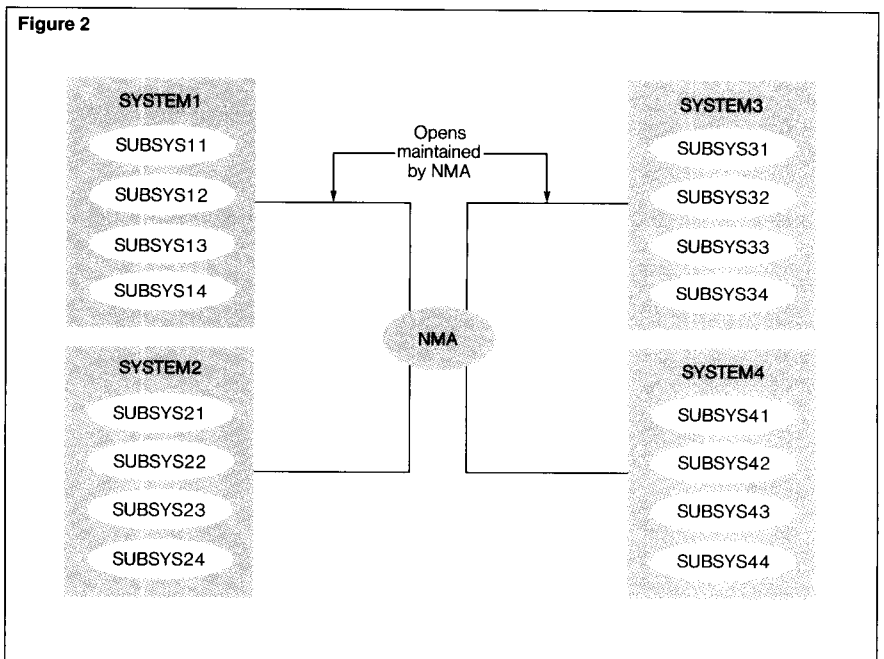 Figure 2
SYSTEM1
SUBSYS11
SUBSYS12
SUBSYS13
SUBSYS14
SYSTEM2
SUBSYS21
SUBSYS22
SUBSYS23
SUBSYS24
Opens
maintained
by NMA
NMA
SYSTEM3
SUBSYS31
SUBSYS32
SUBSYS33
SUBSYS34
SYSTEM4
SUBSYS41
SUBSYS42
SUBSYS43
SUBSYS44